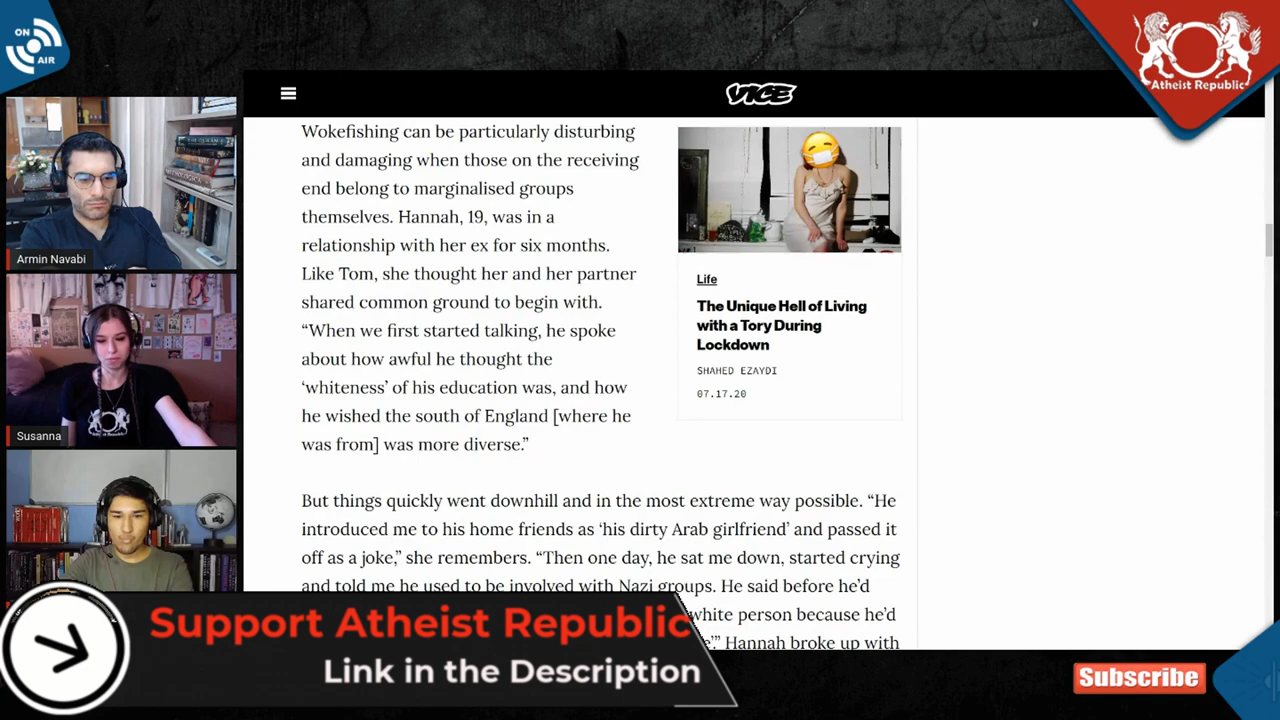 ON
AIR
VICE
Atheist Republic
Wokefishing can be particularly disturbing
and damaging when those on the receiving
end belong to marginalised groups
themselves. Hannah, 19, was in a
relationship with her ex for six months.
Like Tom, she thought her and her partner
shared common ground to begin with.
“When we first started talking, he spoke
about how awful he thought the
‘whiteness’ of his education was, and how
he wished the south of England [where he
was from] was more diverse.”
Life
The Unique Hell of Living
with a Tory During
Lockdown
SHAHED EZAYDI
07.17.20
But things quickly went downhill and in the most extreme way possible. “He
introduced me to his home friends as ‘his dirty Arab girlfriend’ and passed it
off as a joke,” she remembers. “Then one day, he sat me down, started crying
and told me he used to be involved with Nazi groups. He said before he’d
white person because he’d
Hannah broke up with
Armin Navabi
Susanna
Support Atheist Republic
Link in the Description
Subscribe